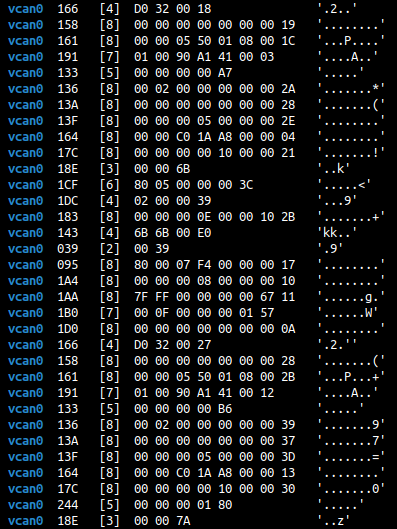 vcan0  166   [4]  D0 32 00 18               '.2..'
vcan0  158   [8]  00 00 00 00 00 00 00 19   '........'
vcan0  161   [8]  00 00 05 50 01 08 00 1C   '...P....'
vcan0  191   [7]  01 00 90 A1 41 00 03      '....A..'
vcan0  133   [5]  00 00 00 00 A7            '.....'
vcan0  136   [8]  00 02 00 00 00 00 00 2A   '.......*'
vcan0  13A   [8]  00 00 00 00 00 00 00 28   '.......('
vcan0  13F   [8]  00 00 00 05 00 00 00 2E   '........'
vcan0  164   [8]  00 00 C0 1A A8 00 00 04   '........'
vcan0  17C   [8]  00 00 00 00 10 00 00 21   '.......!'
vcan0  18E   [3]  00 00 6B                  '..k'
vcan0  1CF   [6]  80 05 00 00 00 3C         '.....<'
vcan0  1DC   [4]  02 00 00 39               '...9'
vcan0  183   [8]  00 00 00 0E 00 00 10 2B   '.......+'
vcan0  143   [4]  6B 6B 00 E0               'kk..'
vcan0  039   [2]  00 39                     '.9'
vcan0  095   [8]  80 00 07 F4 00 00 00 17   '........'
vcan0  1A4   [8]  00 00 00 08 00 00 00 10   '........'
vcan0  1AA   [8]  7F FF 00 00 00 00 67 11   '......g.'
vcan0  1B0   [7]  00 0F 00 00 00 01 57      '......W'
vcan0  1D0   [8]  00 00 00 00 00 00 00 0A   '........'
vcan0  166   [4]  D0 32 00 27               '.2.''
vcan0  158   [8]  00 00 00 00 00 00 00 28   '.......('
vcan0  161   [8]  00 00 05 50 01 08 00 2B   '...P...+'
vcan0  191   [7]  01 00 90 A1 41 00 12      '....A..'
vcan0  133   [5]  00 00 00 00 B6            '.....'
vcan0  136   [8]  00 02 00 00 00 00 00 39   '.......9'
vcan0  13A   [8]  00 00 00 00 00 00 00 37   '.......7'
vcan0  13F   [8]  00 00 00 05 00 00 00 3D   '.......='
vcan0  164   [8]  00 00 C0 1A A8 00 00 13   '........'
vcan0  17C   [8]  00 00 00 00 10 00 00 30   '.......0'
vcan0  244   [5]  00 00 00 01 80            '.....'
vcan0  18E   [3]  00 00 7A                  '..z'